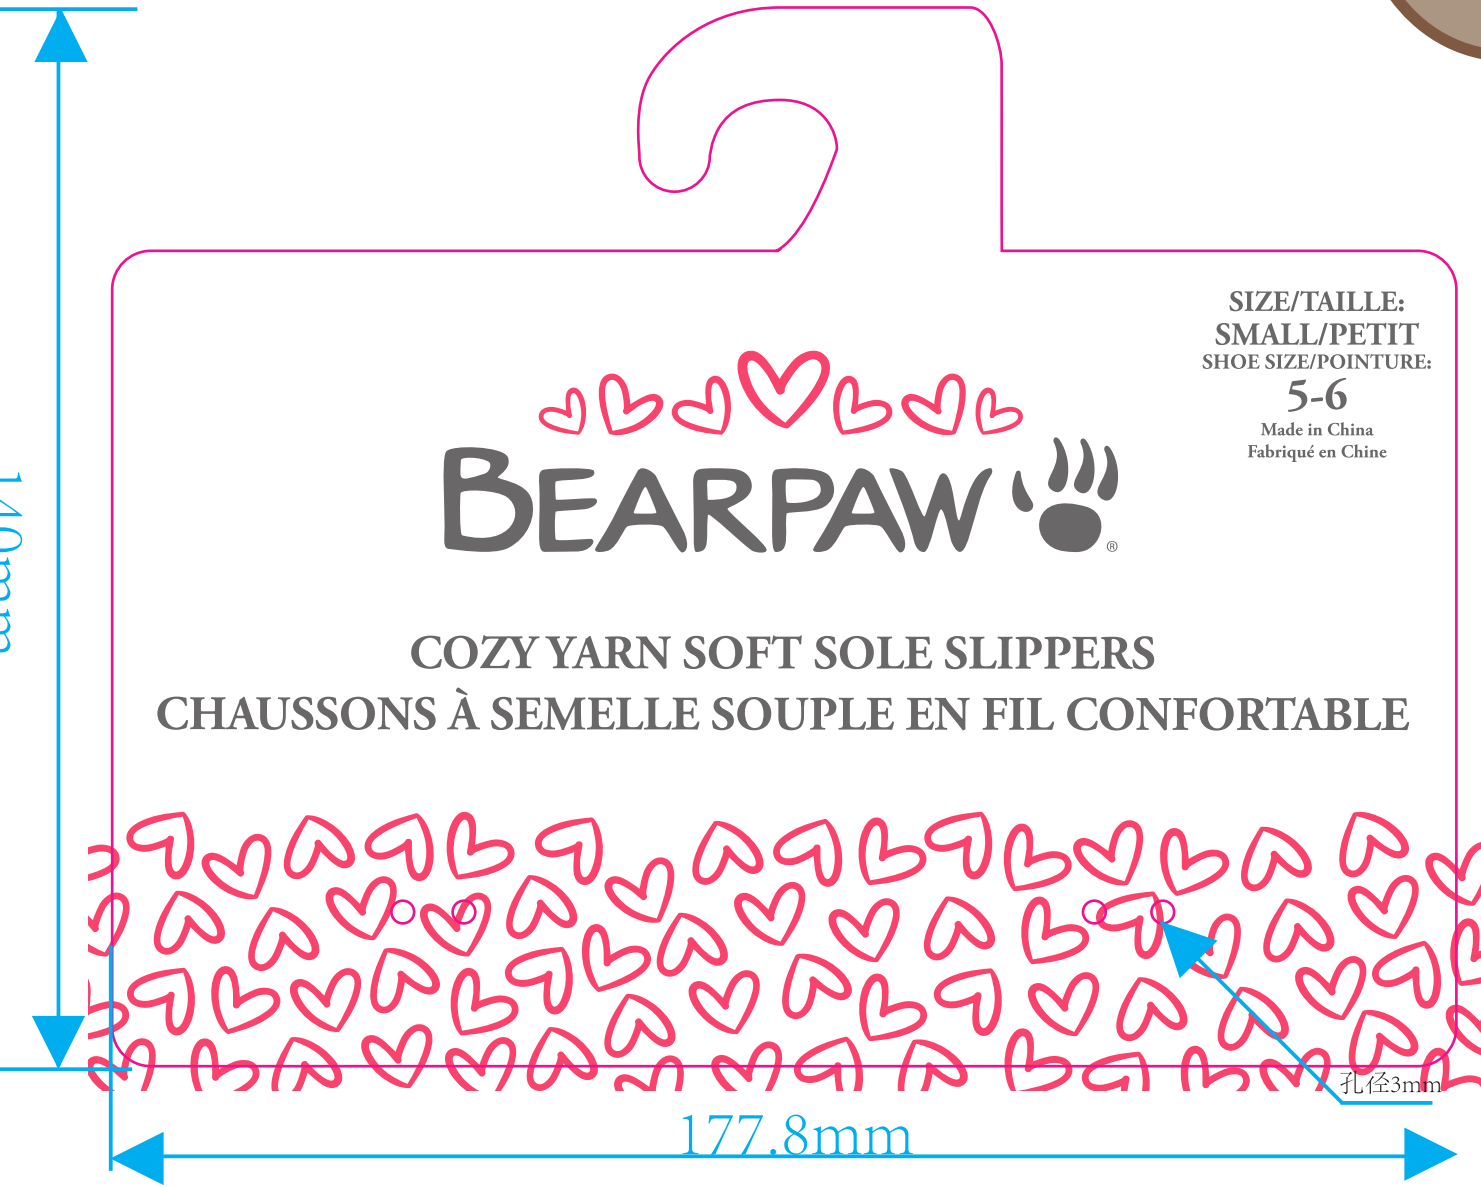 SIZE/TAILLE:
SMALL/PETIT
SHOE SIZE/POINTURE:
5-6
Made in China
Fabriqué en Chine
BEARPAW ®
140mm
COZY YARN SOFT SOLE SLIPPERS
CHAUSSONS À SEMELLE SOUPLE EN FIL CONFORTABLE
孔径3mm
177.8mm